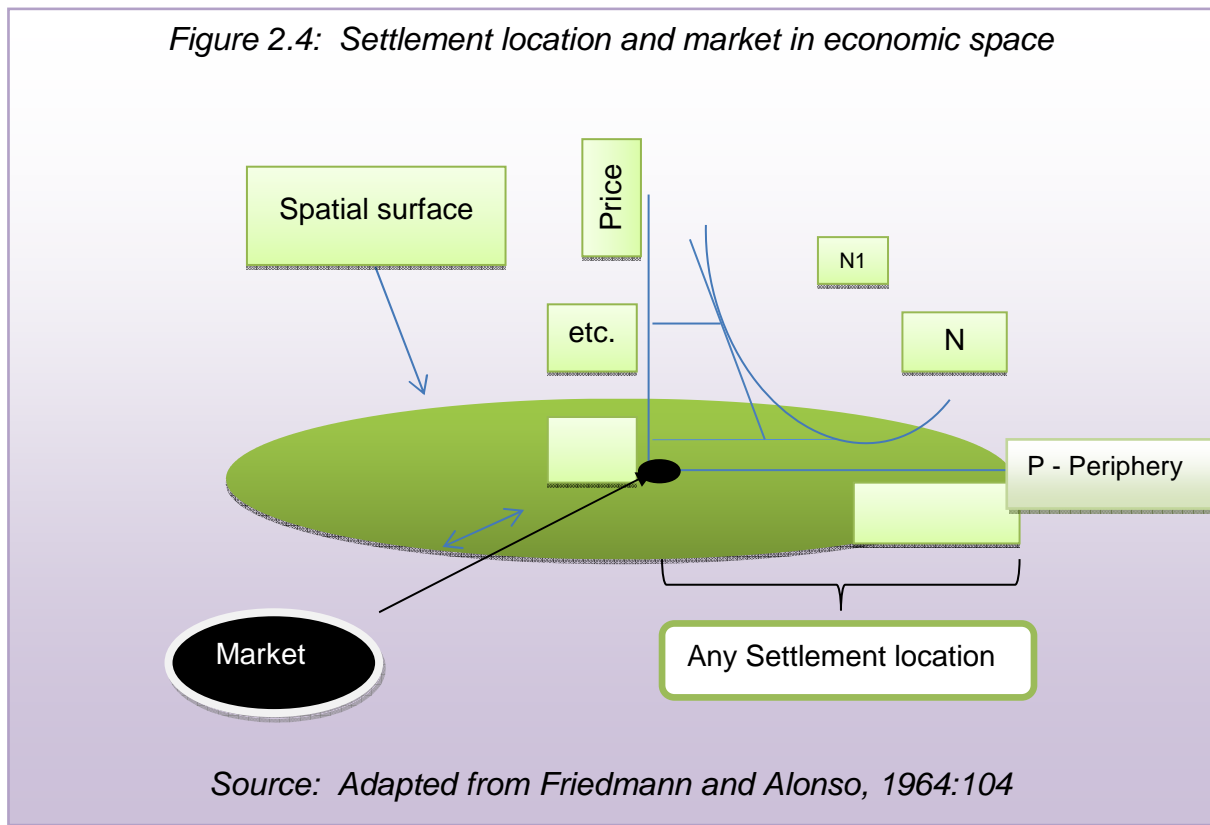 Figure 2.4: Settlement location and market in economic space
Price
Spatial surface
N1
etc.
N
P - Periphery
Market
Any Settlement location
Source: Adapted from Friedmann and Alonso, 1964:104